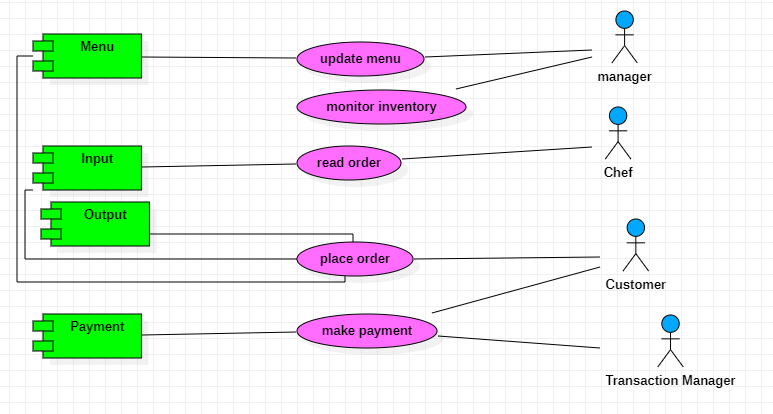 Menu
update menu
manager
monitor inventory
Input
read order
Chef
Output
place order
Customer
Payment
make payment
Transaction Manager